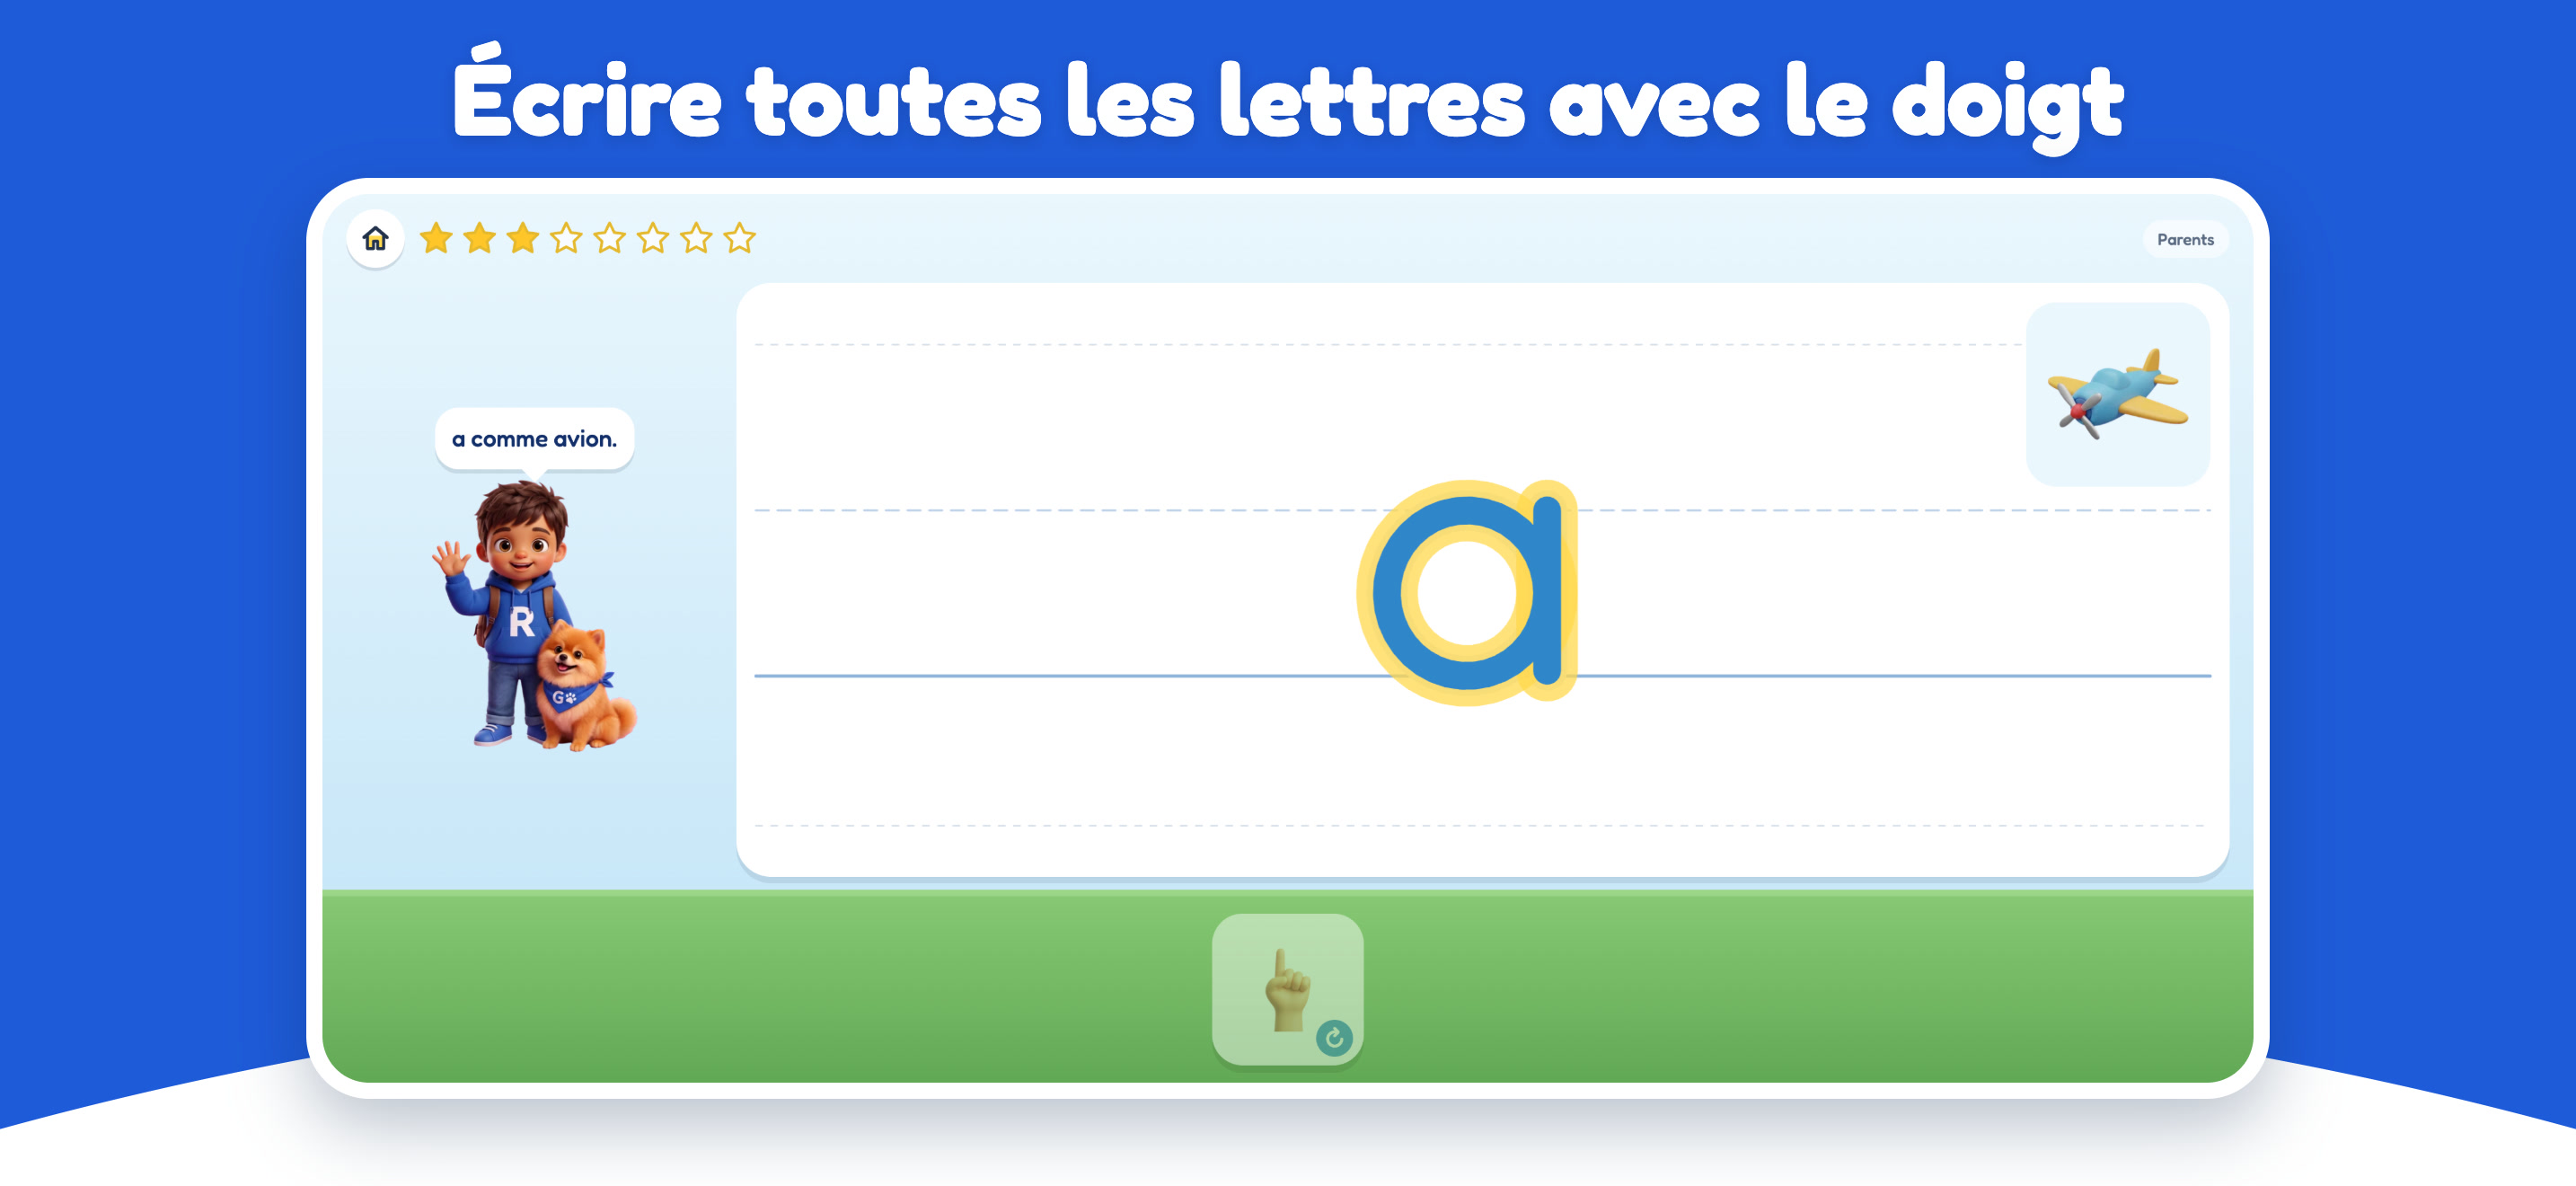 Écrire toutes les lettres avec le doigt
Parents
a comme avion.
a
R
G